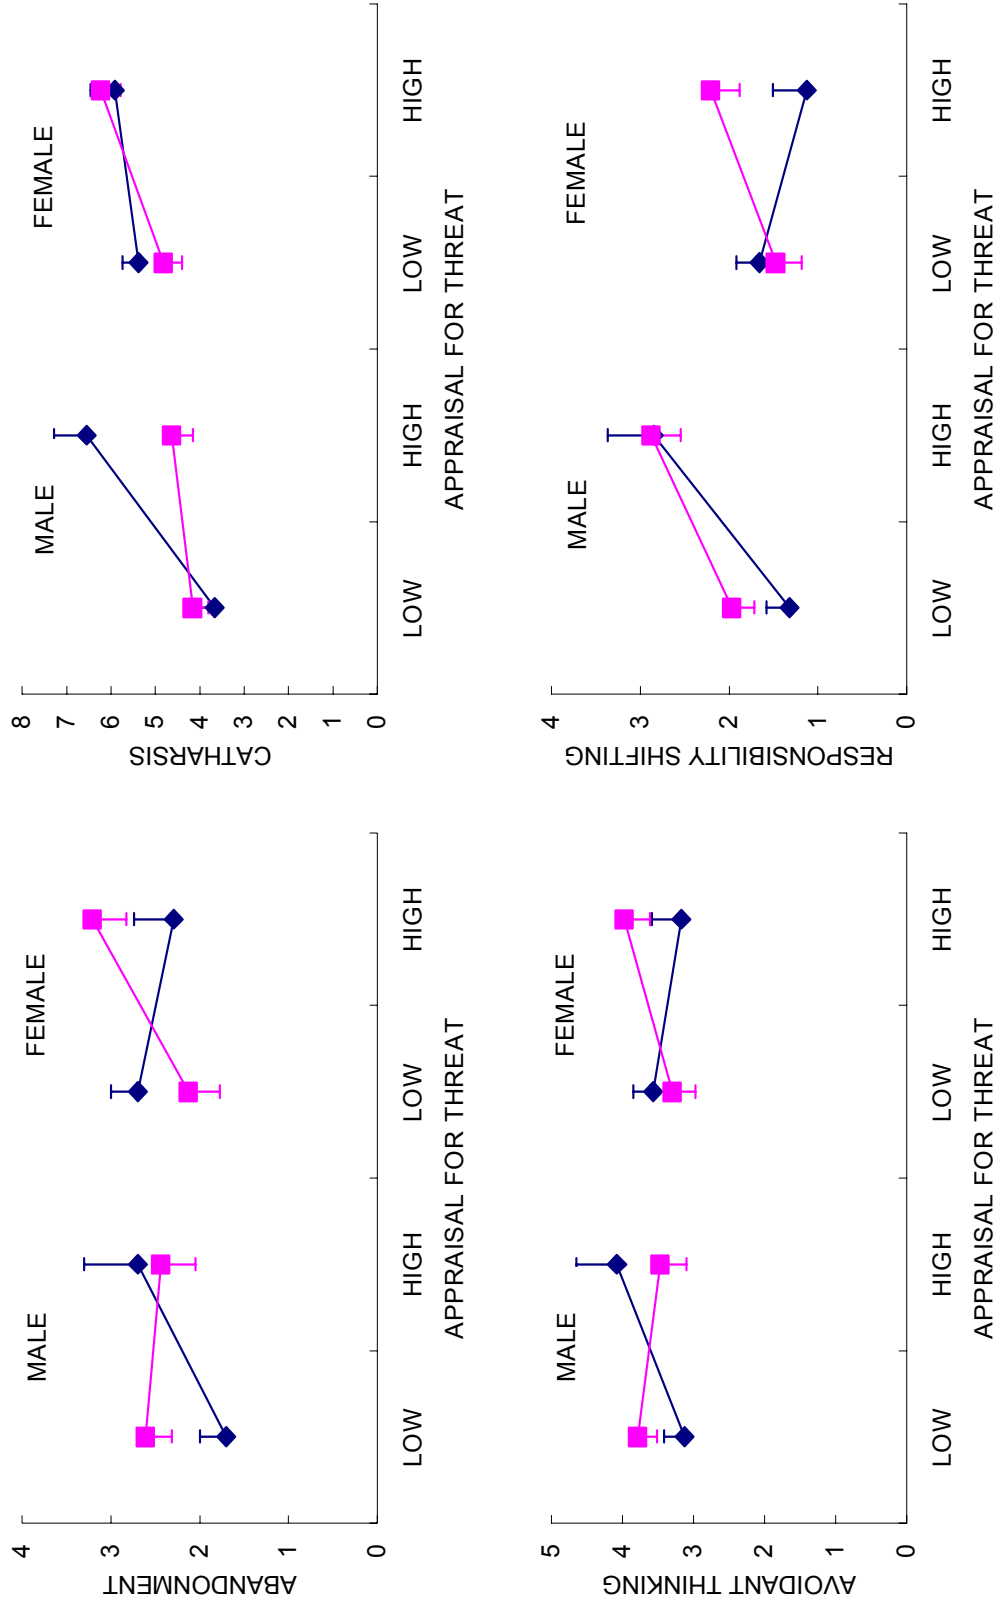 ABANDONMENT
4
3
2
1
0
MALE
FEMALE
LOW
HIGH
LOW
HIGH
APPRAISAL FOR THREAT
CATHARSIS
8
7
6
5
4
3
2
1
0
MALE
FEMALE
LOW
HIGH
LOW
HIGH
APPRAISAL FOR THREAT
AVOIDANT THINKING
5
4
3
2
1
0
MALE
FEMALE
LOW
HIGH
LOW
HIGH
APPRAISAL FOR THREAT
RESPONSIBILITY SHIFTING
4
3
2
1
0
MALE
FEMALE
LOW
HIGH
LOW
HIGH
APPRAISAL FOR THREAT